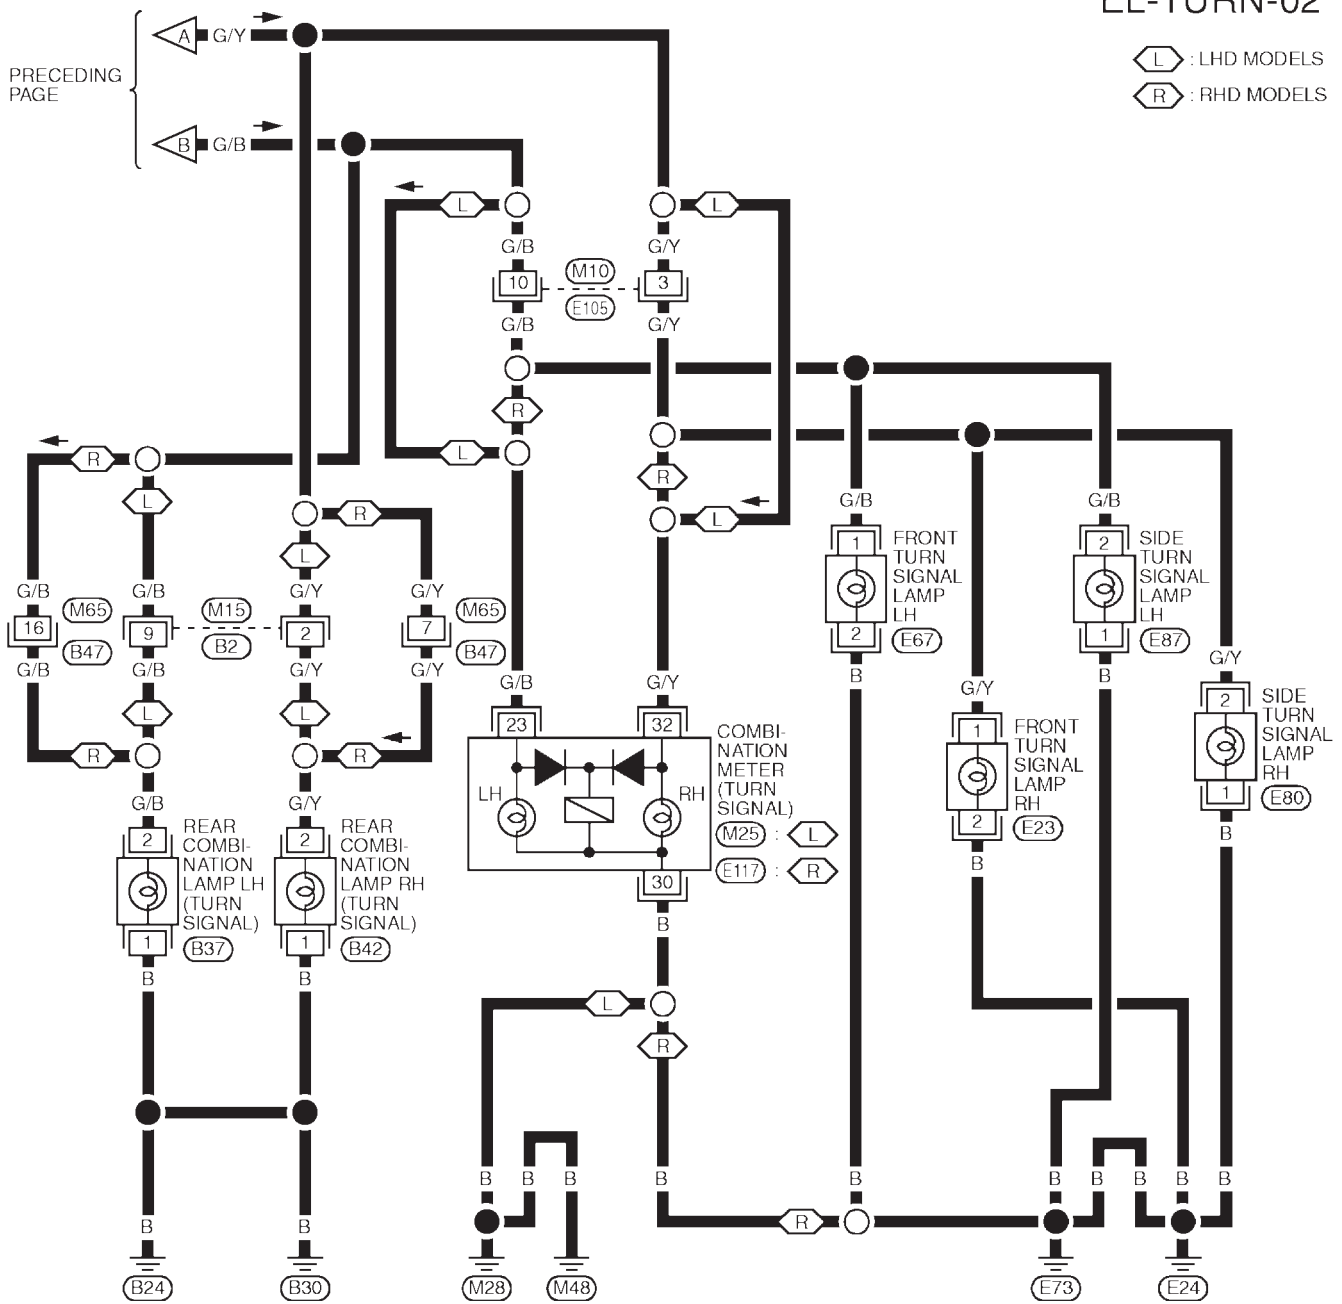 EL-TURN-02
L : LHD MODELS
R : RHD MODELS
PRECEDING
PAGE
A G/Y
B G/B
L L
G/B G/Y
10 M10 3
E105
G/B G/Y
R
R L
L R
L
R
L
G/B G/B
G/B G/B G/Y G/Y
16 M65 9 M15 2 7 M65
B47 B2 B47
G/B G/B G/Y G/Y
L L
R R
G/B G/Y
1 FRONT
TURN
SIGNAL
LAMP
LH
2 E67
B
2 SIDE
TURN
SIGNAL
LAMP
LH
1 E87
B
G/Y
1 FRONT
TURN
SIGNAL
LAMP
RH
2 E23
B
G/Y
2 SIDE
TURN
SIGNAL
LAMP
RH
1 E80
B
G/B G/Y
23 32
LH RH
COMBI-
NATION
METER
(TURN
SIGNAL)
M25 : L
E117 : R
30
B
2 REAR
COMBI-
NATION
LAMP LH
(TURN
SIGNAL)
1 B37
B
2 REAR
COMBI-
NATION
LAMP RH
(TURN
SIGNAL)
1 B42
B
L
R
B B B B B B B B B B
R
B B
B24 B30 M28 M48 E73 E24